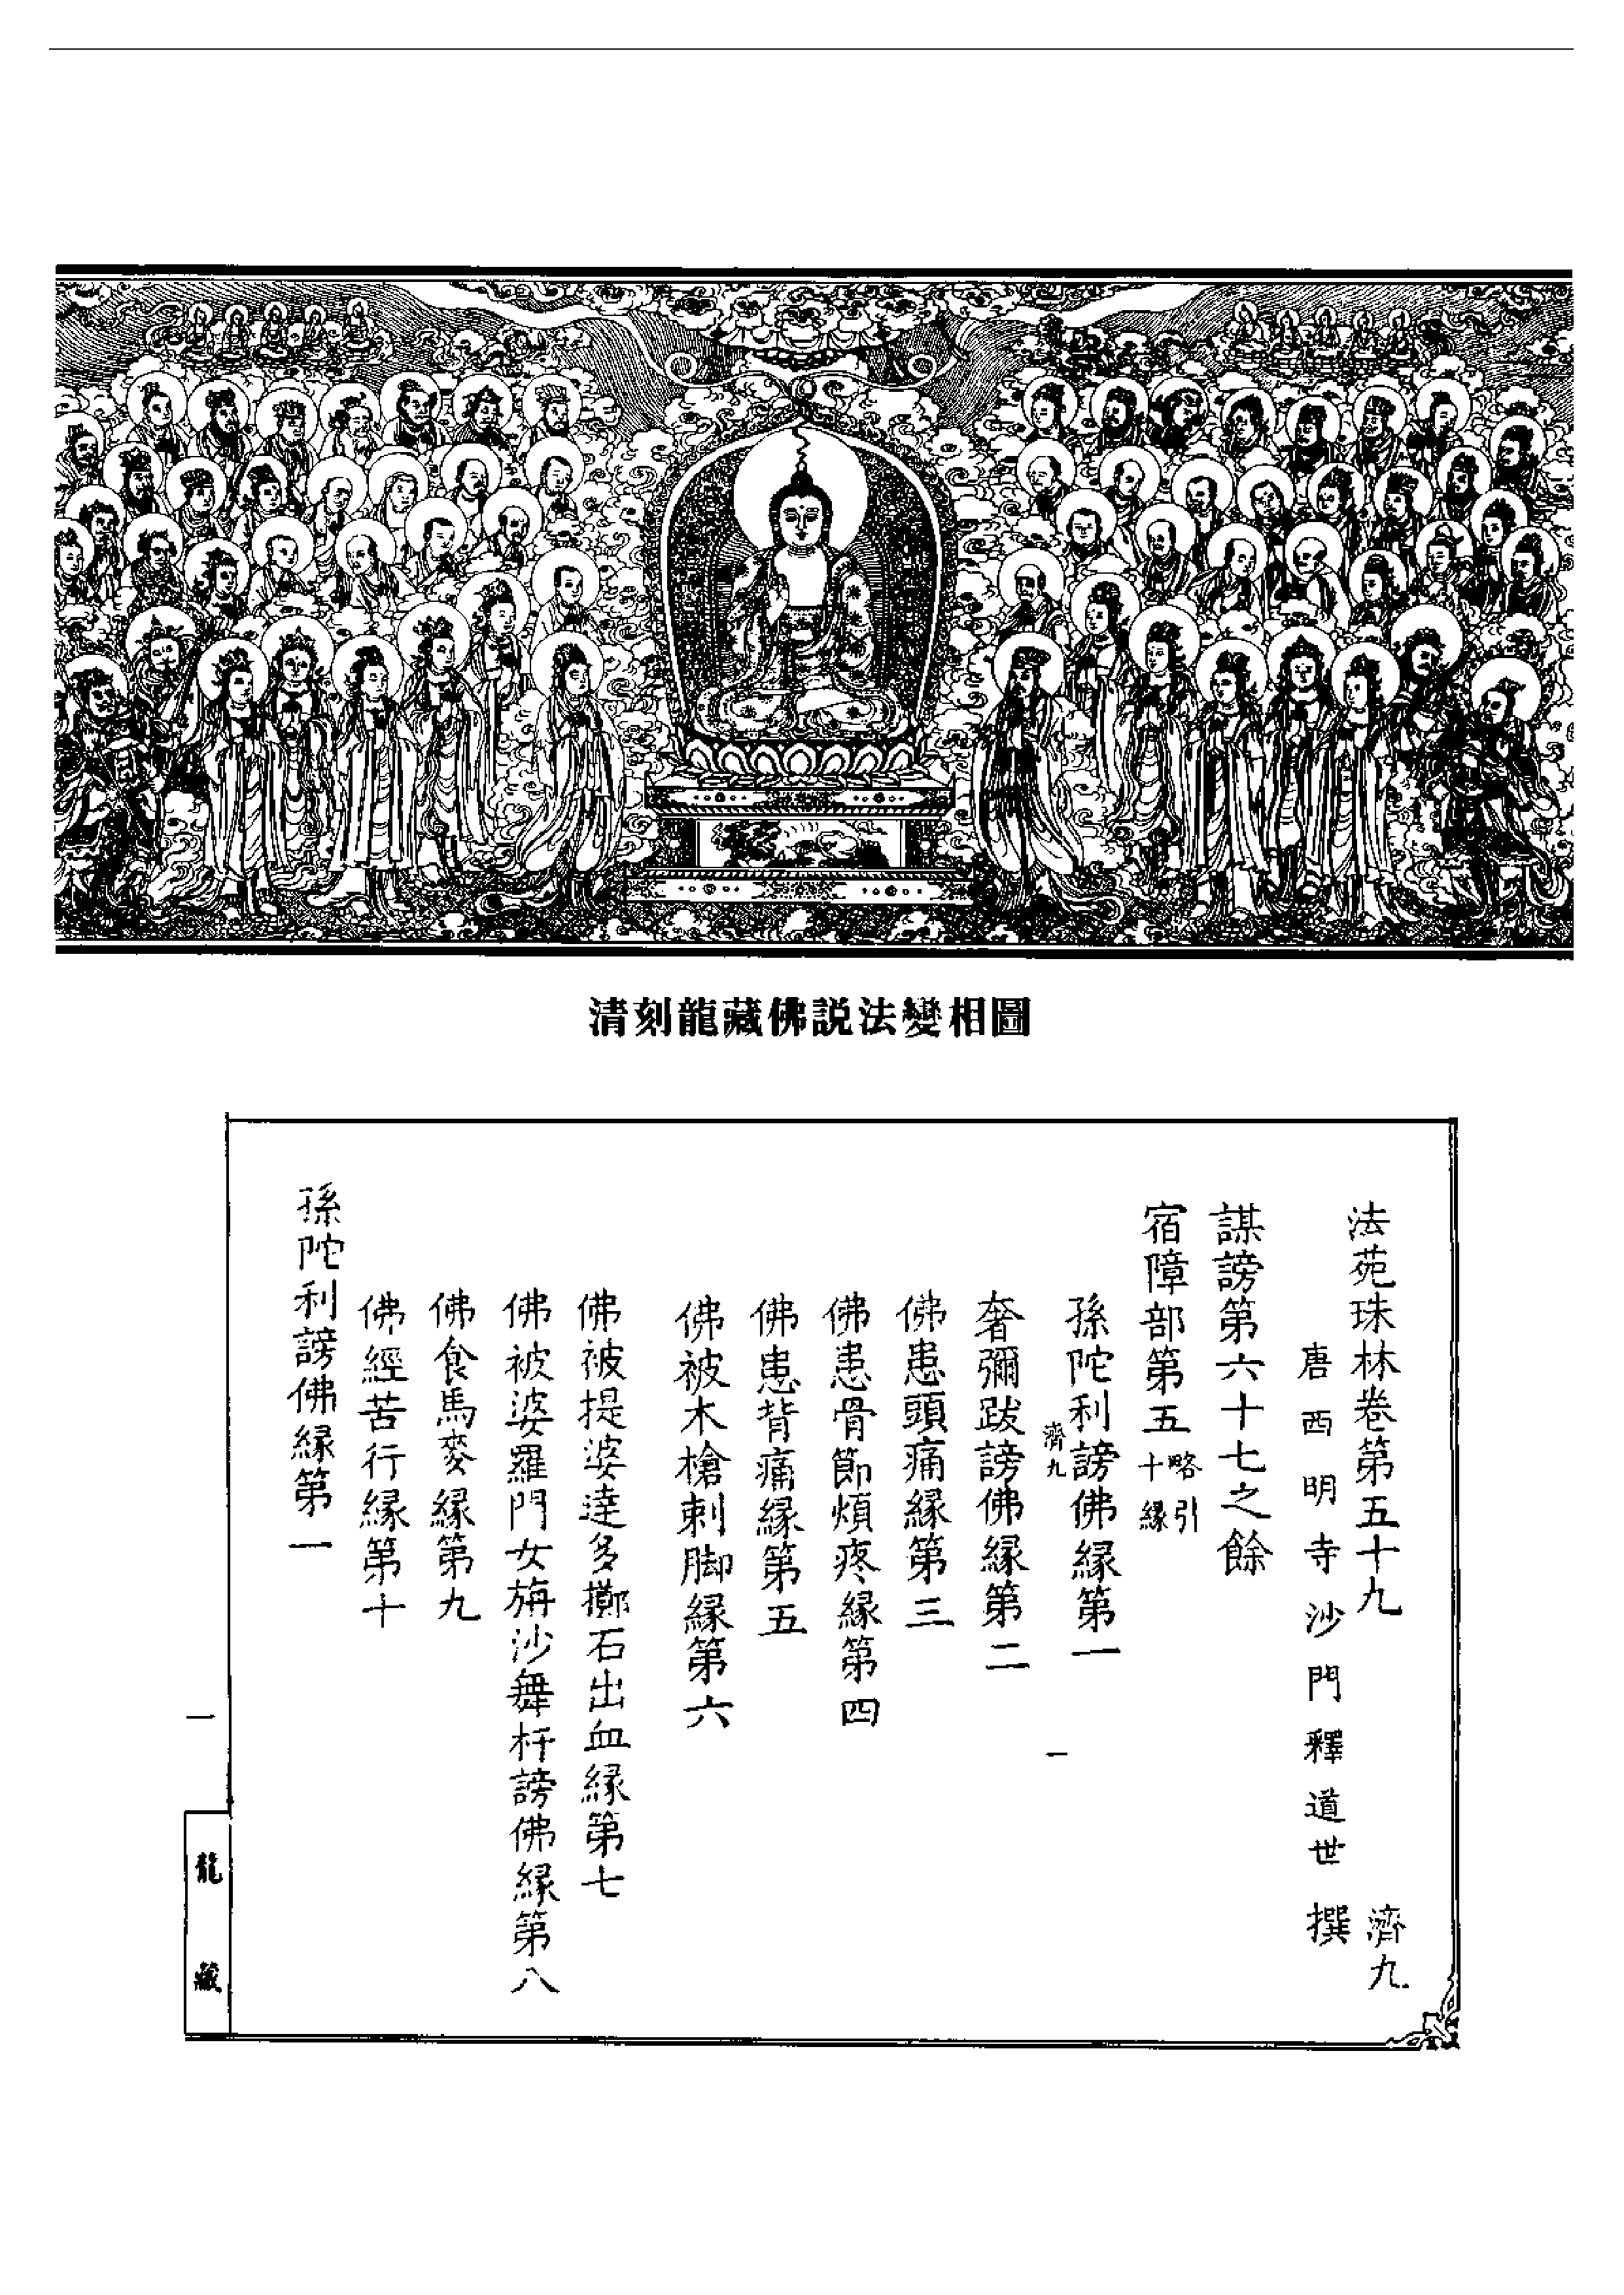 清刻龍藏佛説法變相圖
法苑珠林卷第五十九 濟九
唐西明寺沙門釋道世撰
謀謗第六十七之餘
宿障部第五 略引十緣
孫陀利謗佛緣第一
濟九 一
奢彌跋謗佛緣第二
佛患頭痛緣第三
佛患骨節煩疼緣第四
佛患背痛緣第五
佛被木槍刺脚緣第六
佛被提婆達多擲石出血緣第七
佛被婆羅門女旃沙舞杅謗佛緣第八
佛食馬麥緣第九
佛經苦行緣第十
孫陀利謗佛緣第一
一
龍藏